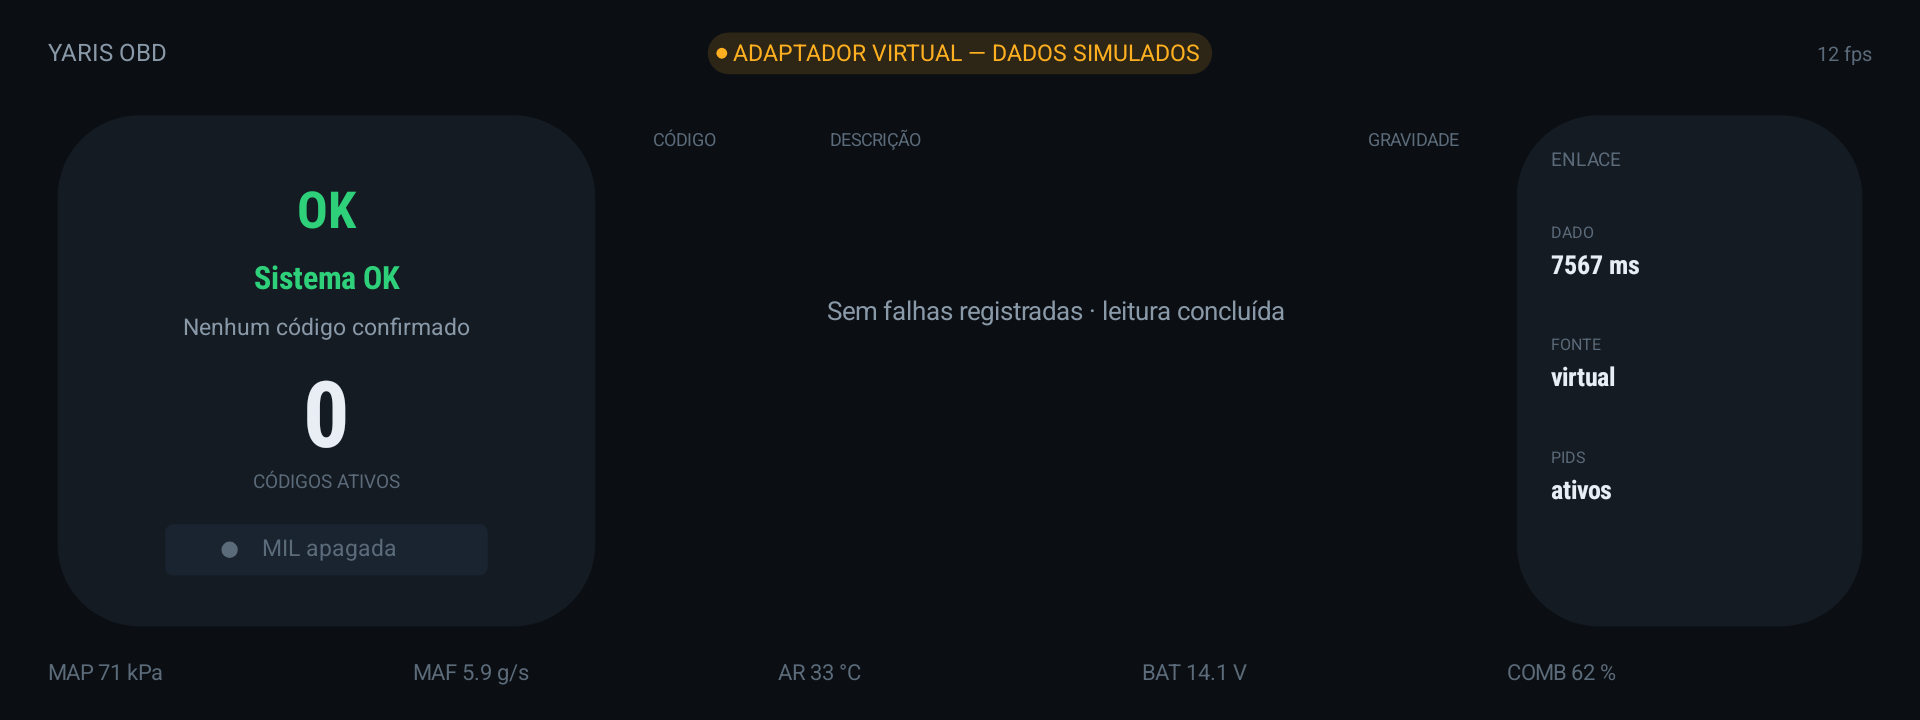 YARIS OBD
ADAPTADOR VIRTUAL — DADOS SIMULADOS
12 fps
OK
Sistema OK
Nenhum código confirmado
0
CÓDIGOS ATIVOS
MIL apagada
CÓDIGO DESCRIÇÃO GRAVIDADE
Sem falhas registradas · leitura concluída
ENLACE
DADO
7567 ms
FONTE
virtual
PIDS
ativos
MAP 71 kPa
MAF 5.9 g/s
AR 33 °C
BAT 14.1 V
COMB 62 %